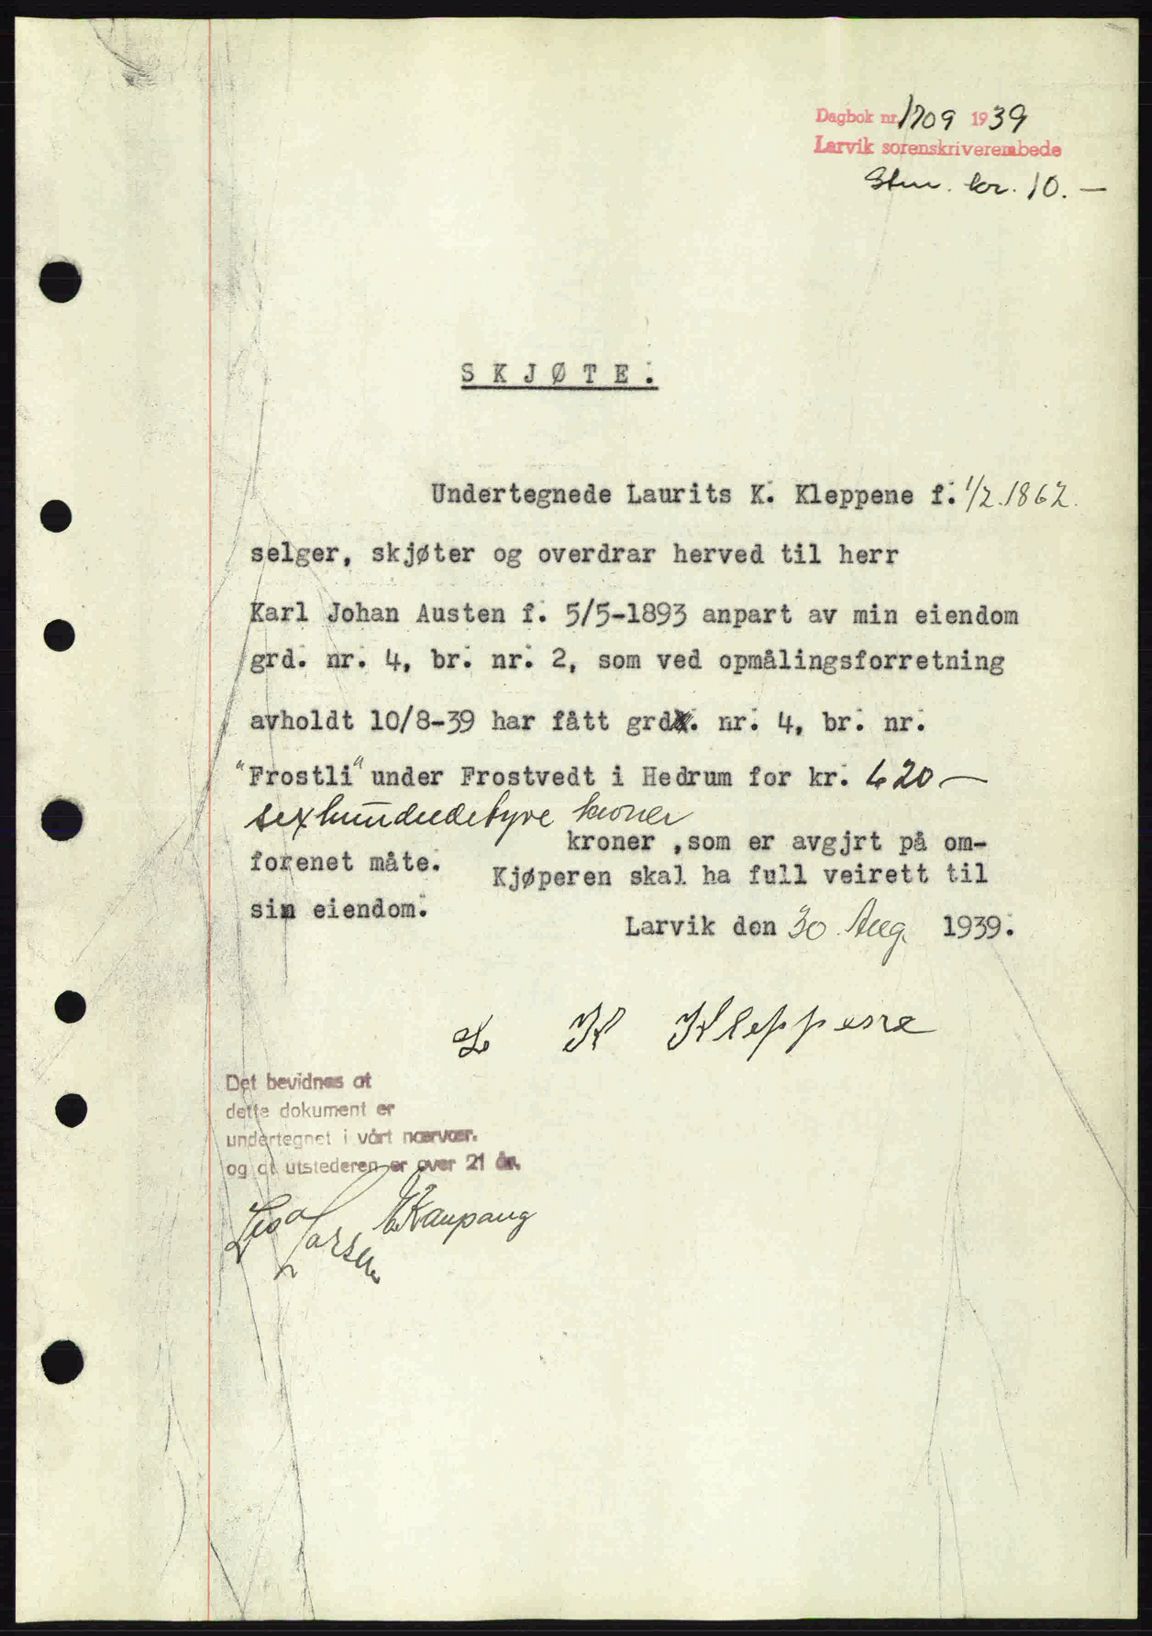 Dagbok nr. 1709 1939
Larvik sorenskriverembede
Stm. kr. 10.—
SKJØTE.
Undertegnede Laurits K. Kleppene f. 1/2.1862.
selger, skjøter og overdrar herved til herr
Karl Johan Austen f. 5/5-1893 anpart av min eiendom
grd. nr. 4, br. nr. 2, som ved opmålingsforretning
avholdt 10/8-39 har fått grd. nr. 4, br. nr.
"Frostli" under Frostvedt i Hedrum for kr. 620—
sexhundredetyve kroner
kroner ,som er avgjrt på om-
forenet måte.
Kjøperen skal ha full veirett til
sin eiendom.
Larvik den 30 Aug. 1939.
L K Kleppene
Det bevidnes at
dette dokument er
undertegnet i vårt nærvær.
og at utstederen er over 21 år.
Lisa Larsen
E. Kaupang